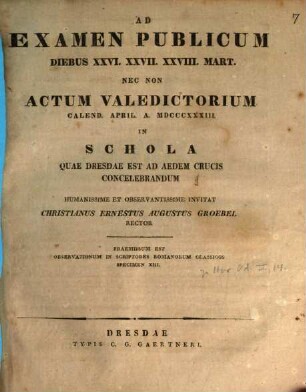 7
AD
EXAMEN PUBLICUM
DIEBUS XXVI. XXVII. XXVIII. MART.
NEC NON
ACTUM VALEDICTORIUM
CALEND. APRIL. A. MDCCCXXXIII.
IN
SCHOLA
QUAE DRESDAE EST AD AEDEM CRUCIS
CONCELEBRANDUM
HUMANISSIME ET OBSERVANTISSIME INVITAT
CHRISTIANUS ERNESTUS AUGUSTUS GROEBEL
RECTOR.
PRAEMISSUM EST
OBSERVATIONUM IN SCRIPTORES ROMANORUM CLASSICOS
SPECIMEN XIII.
DRESDAE
TYPIS C. G. GAERTNERI.